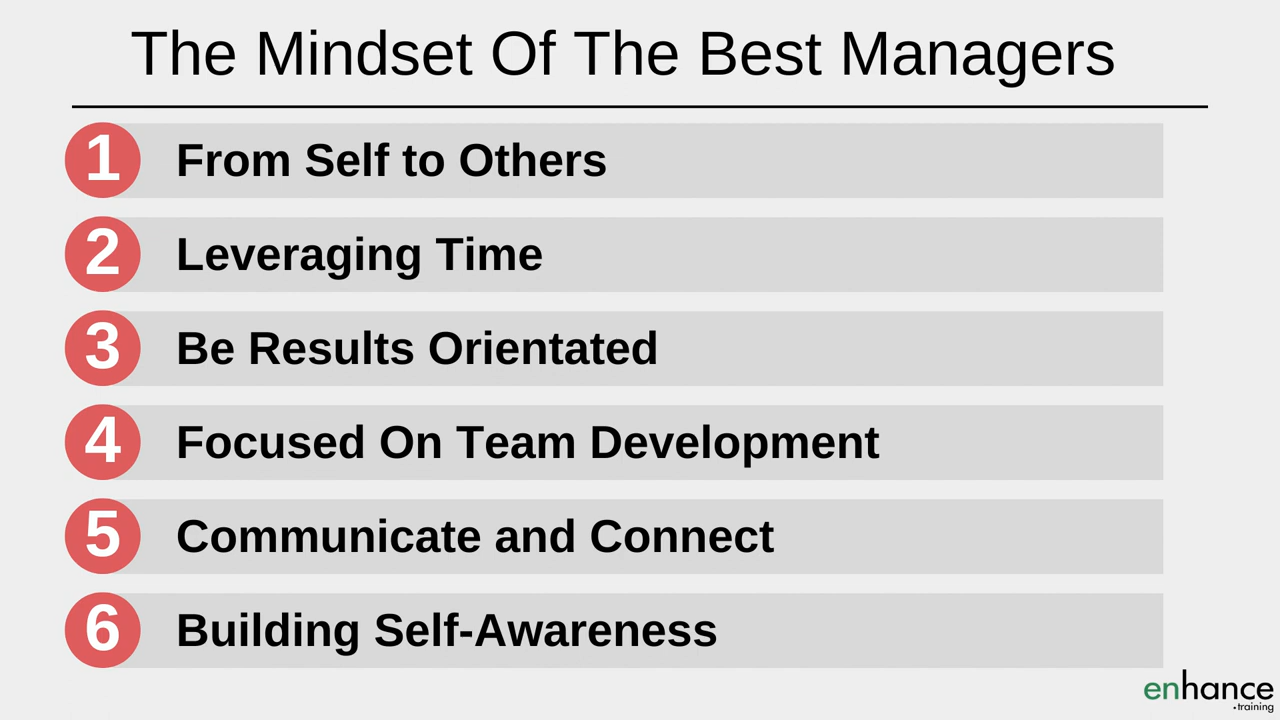 The Mindset Of The Best Managers
1 From Self to Others
2 Leveraging Time
3 Be Results Orientated
4 Focused On Team Development
5 Communicate and Connect
6 Building Self-Awareness
enhance
•training